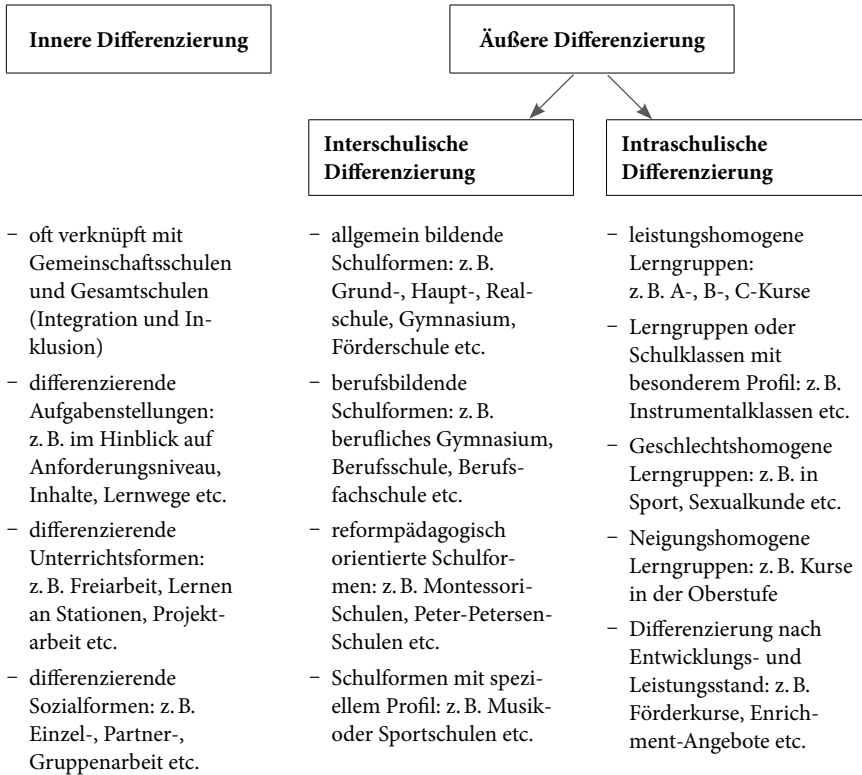 Innere Differenzierung
Äußere Differenzierung
Interschulische
Differenzierung
Intraschulische
Differenzierung
– oft verknüpft mit
Gemeinschaftsschulen
und Gesamtschulen
(Integration und In-
klusion)
– differenzierende
Aufgabenstellungen:
z. B. im Hinblick auf
Anforderungsniveau,
Inhalte, Lernwege etc.
– differenzierende
Unterrichtsformen:
z. B. Freiarbeit, Lernen
an Stationen, Projekt-
arbeit etc.
– differenzierende
Sozialformen: z. B.
Einzel-, Partner-,
Gruppenarbeit etc.
– allgemein bildende
Schulformen: z. B.
Grund-, Haupt-, Real-
schule, Gymnasium,
Förderschule etc.
– berufsbildende
Schulformen: z. B.
berufliches Gymnasium,
Berufsschule, Berufs-
fachschule etc.
– reformpädagogisch
orientierte Schulfor-
men: z. B. Montessori-
Schulen, Peter-Petersen-
Schulen etc.
– Schulformen mit spezi-
ellem Profil: z. B. Musik-
oder Sportschulen etc.
– leistungshomogene
Lerngruppen:
z. B. A-, B-, C-Kurse
– Lerngruppen oder
Schulklassen mit
besonderem Profil: z. B.
Instrumentalklassen etc.
– Geschlechtshomogene
Lerngruppen: z. B. in
Sport, Sexualkunde etc.
– Neigungshomogene
Lerngruppen: z. B. Kurse
in der Oberstufe
– Differenzierung nach
Entwicklungs- und
Leistungsstand: z. B.
Förderkurse, Enrich-
ment-Angebote etc.